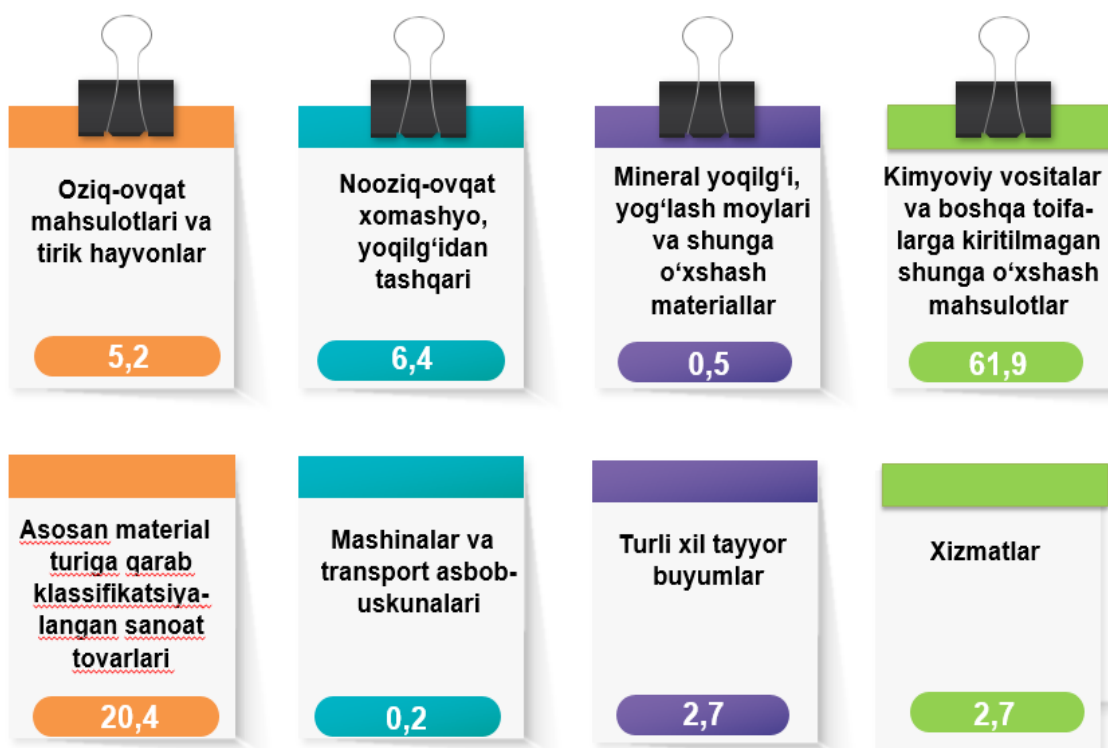 Oziq-ovqat
mahsulotlari va
tirik hayvonlar
5,2
Nooziq-ovqat
xomashyo,
yoqilg‘idan
tashqari
6,4
Mineral yoqilg‘i,
yog‘lash moylari
va shunga
o‘xshash
materiallar
0,5
Kimyoviy vositalar
va boshqa toifa-
larga kiritilmagan
shunga o‘xshash
mahsulotlar
61,9
Asosan material
turiga qarab
klassifikatsiya-
langan sanoat
tovarlari
20,4
Mashinalar va
transport asbob-
uskunalari
0,2
Turli xil tayyor
buyumlar
2,7
Xizmatlar
2,7